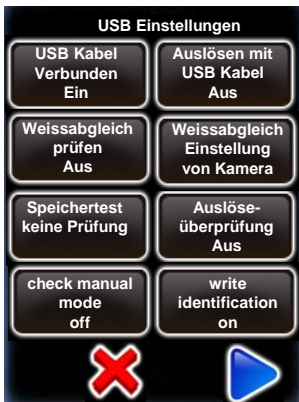 USB Einstellungen
USB Kabel
Verbunden
Ein
Auslösen mit
USB Kabel
Aus
Weissabgleich
prüfen
Aus
Weissabgleich
Einstellung
von Kamera
Speichertest
keine Prüfung
Auslöse-
überprüfung
Aus
check manual
mode
off
write
identification
on